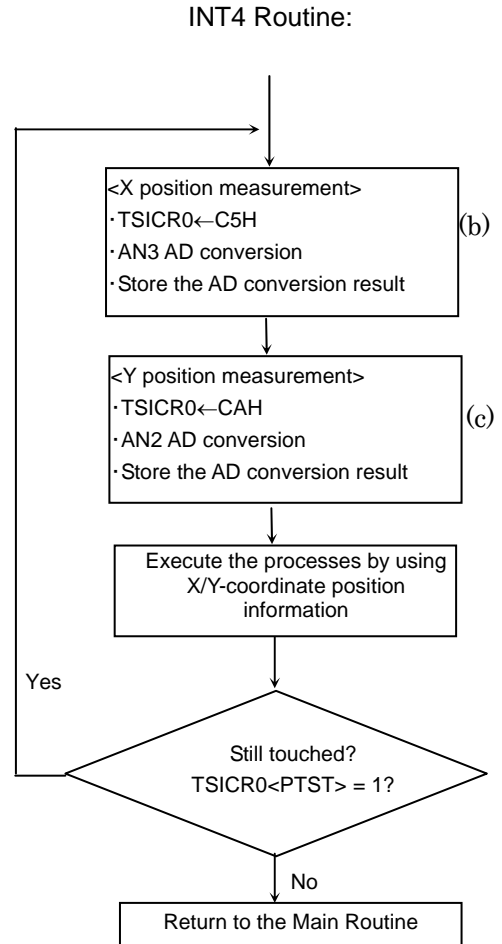 INT4 Routine:
<X position measurement>
・TSICR0←C5H
・AN3 AD conversion
・Store the AD conversion result
(b)
<Y position measurement>
・TSICR0←CAH
・AN2 AD conversion
・Store the AD conversion result
(c)
Execute the processes by using
X/Y-coordinate position
information
Yes
Still touched?
TSICR0<PTST> = 1?
No
Return to the Main Routine